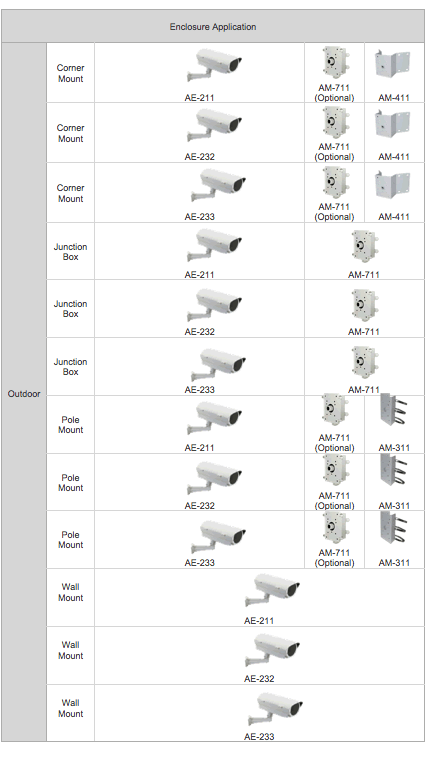 Enclosure Application
Outdoor
Corner
Mount
AE-211
AM-711
(Optional)
AM-411
Corner
Mount
AE-232
AM-711
(Optional)
AM-411
Corner
Mount
AE-233
AM-711
(Optional)
AM-411
Junction
Box
AE-211
AM-711
Junction
Box
AE-232
AM-711
Junction
Box
AE-233
AM-711
Pole
Mount
AE-211
AM-711
(Optional)
AM-311
Pole
Mount
AE-232
AM-711
(Optional)
AM-311
Pole
Mount
AE-233
AM-711
(Optional)
AM-311
Wall
Mount
AE-211
Wall
Mount
AE-232
Wall
Mount
AE-233